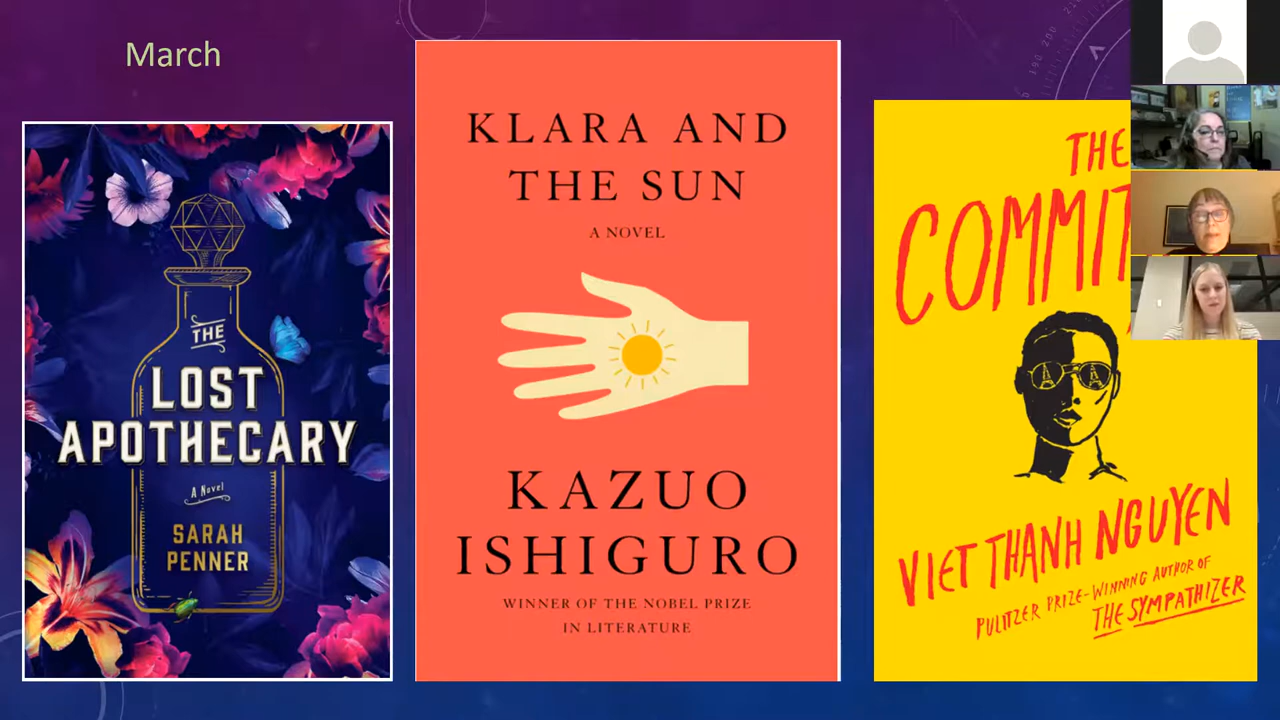 March
THE
LOST
APOTHECARY
A Novel
SARAH
PENNER
KLARA AND
THE SUN
A NOVEL
KAZUO
ISHIGURO
WINNER OF THE NOBEL PRIZE
IN LITERATURE
THE
COMMIT
VIET THANH NGUYEN
PULITZER PRIZE-WINNING AUTHOR OF
THE SYMPATHIZER